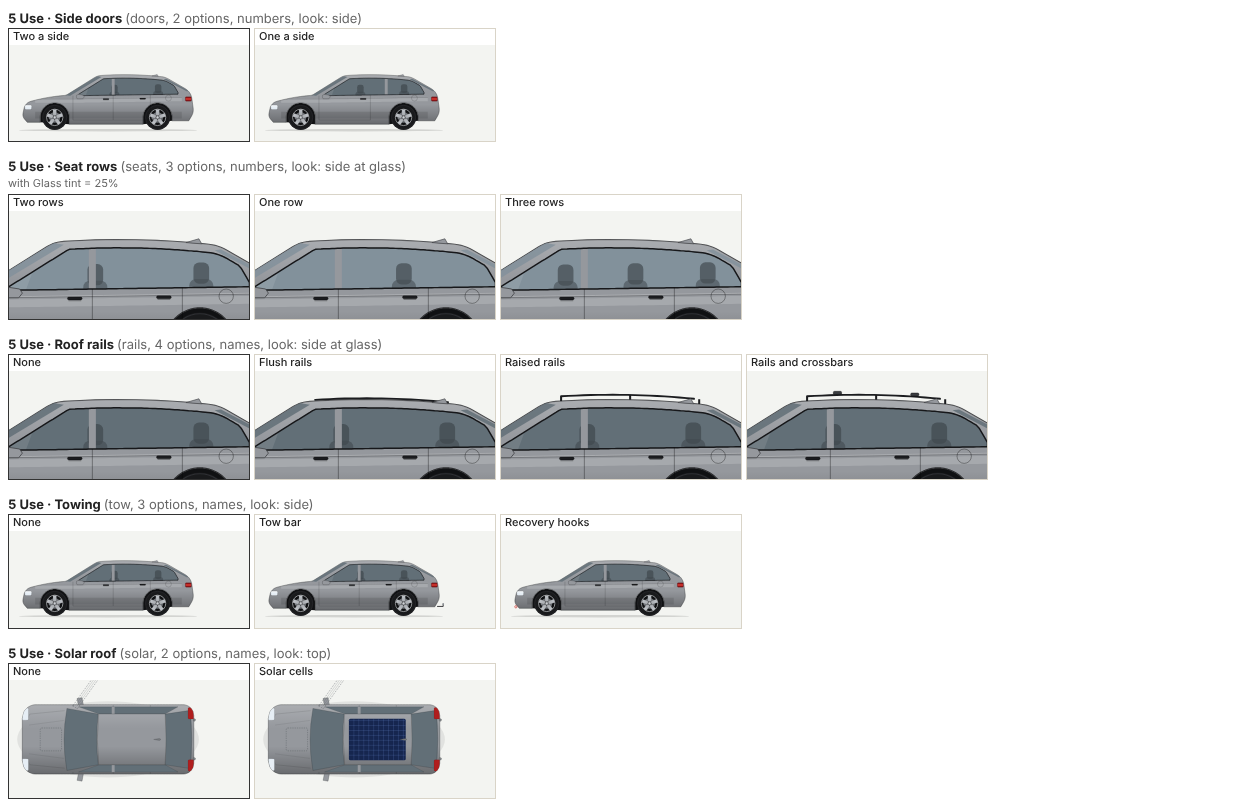 5 Use · Side doors (doors, 2 options, numbers, look: side)
Two a side
One a side
5 Use · Seat rows (seats, 3 options, numbers, look: side at glass)
with Glass tint = 25%
Two rows
One row
Three rows
5 Use · Roof rails (rails, 4 options, names, look: side at glass)
None
Flush rails
Raised rails
Rails and crossbars
5 Use · Towing (tow, 3 options, names, look: side)
None
Tow bar
Recovery hooks
5 Use · Solar roof (solar, 2 options, names, look: top)
None
Solar cells